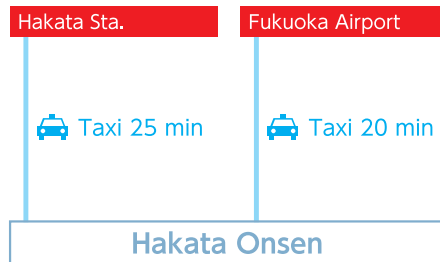 Hakata Sta.
Fukuoka Airport
Taxi 25 min
Taxi 20 min
Hakata Onsen